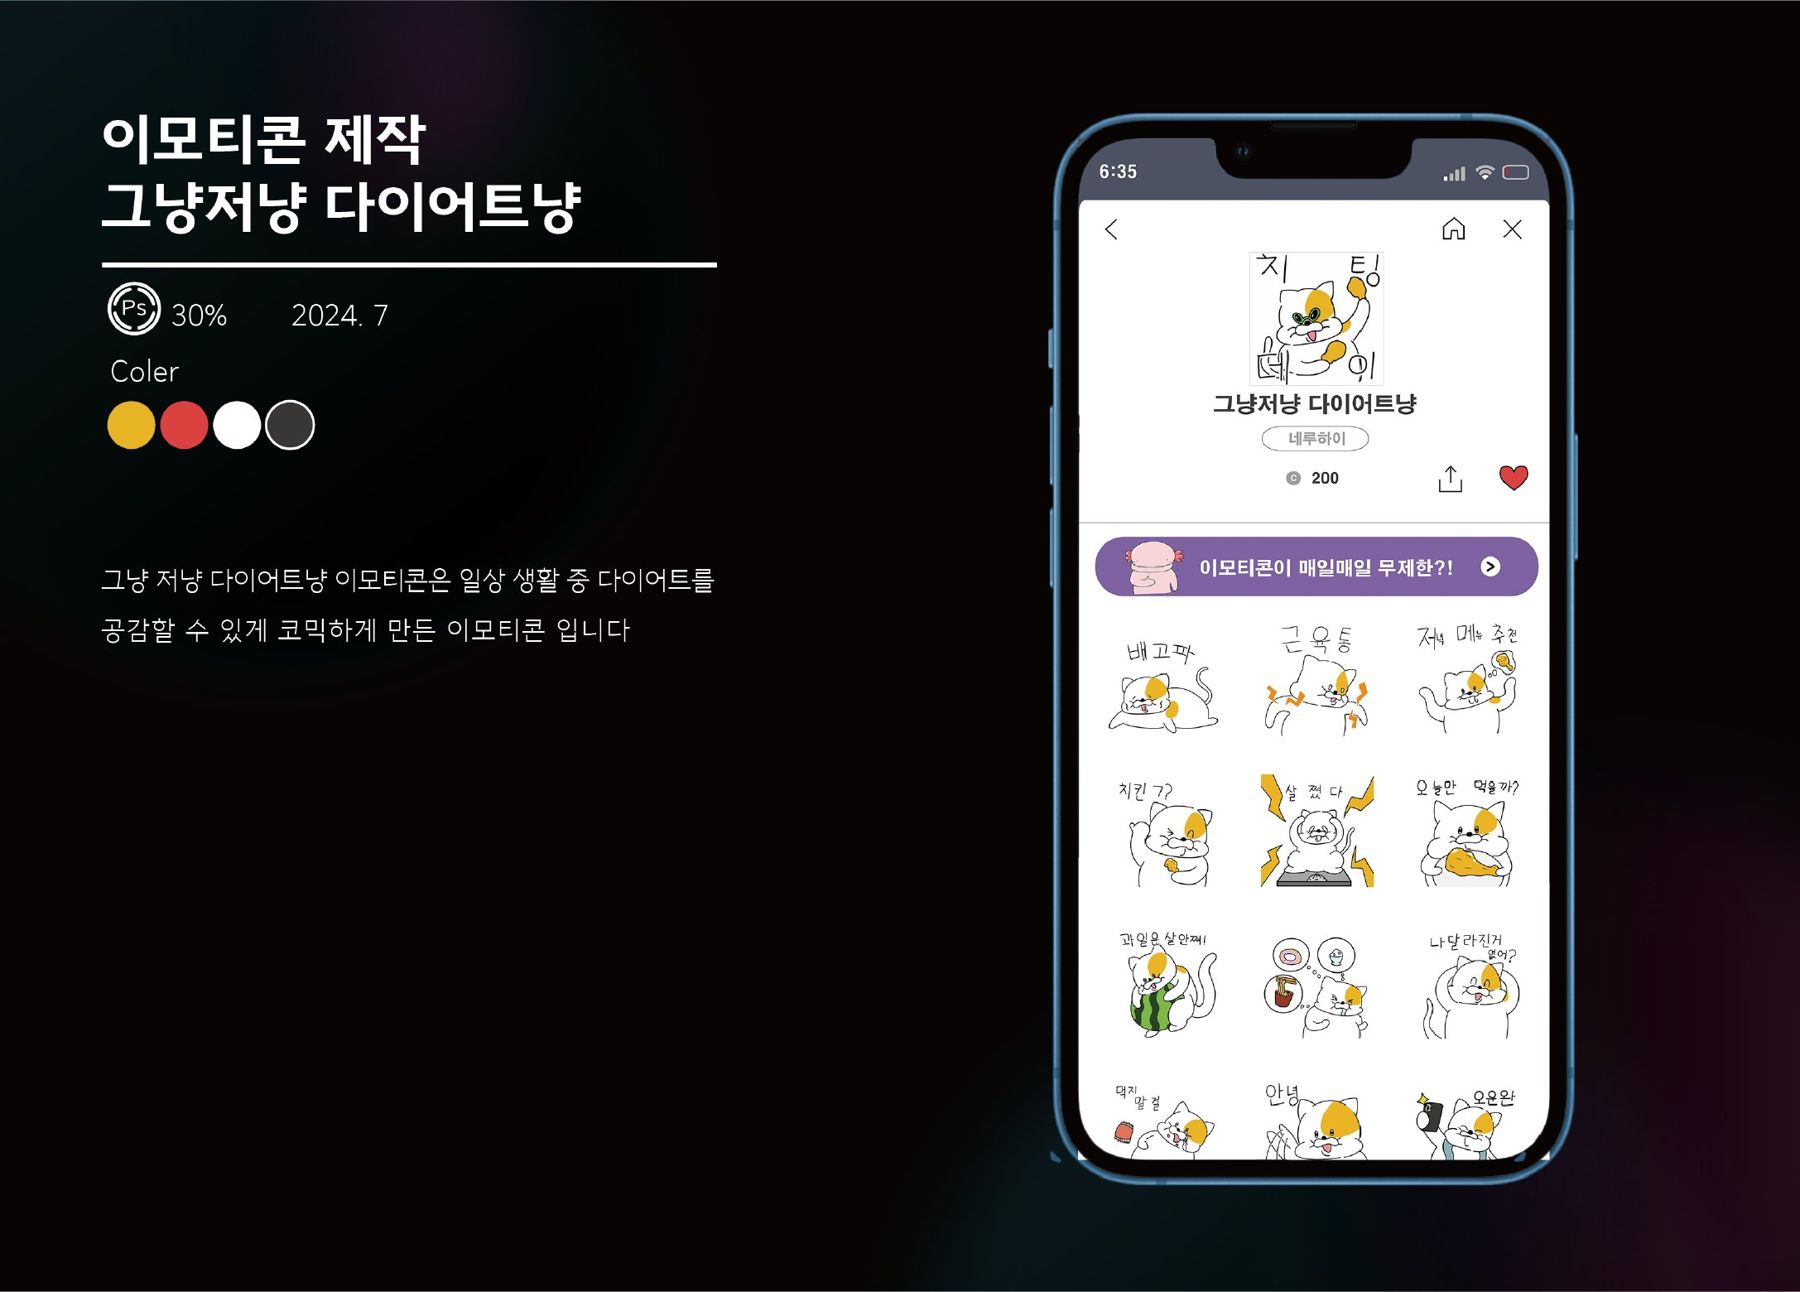 이모티콘 제작
그냥저냥 다이어트냥
Ps 30% 2024. 7
Coler
그냥 저냥 다이어트냥 이모티콘은 일상 생활 중 다이어트를
공감할 수 있게 코믹하게 만든 이모티콘 입니다
6:35
치팅
데이
그냥저냥 다이어트냥
네루하이
C 200
이모티콘이 매일매일 무제한?!
배고파
근육통
저녁 메뉴 추천
치킨 ㄱ?
살 쪘 다
오늘만 먹을까?
과일은 살안쪄!
나 달라진거
없어?
먹지
말 걸
안녕
오운완